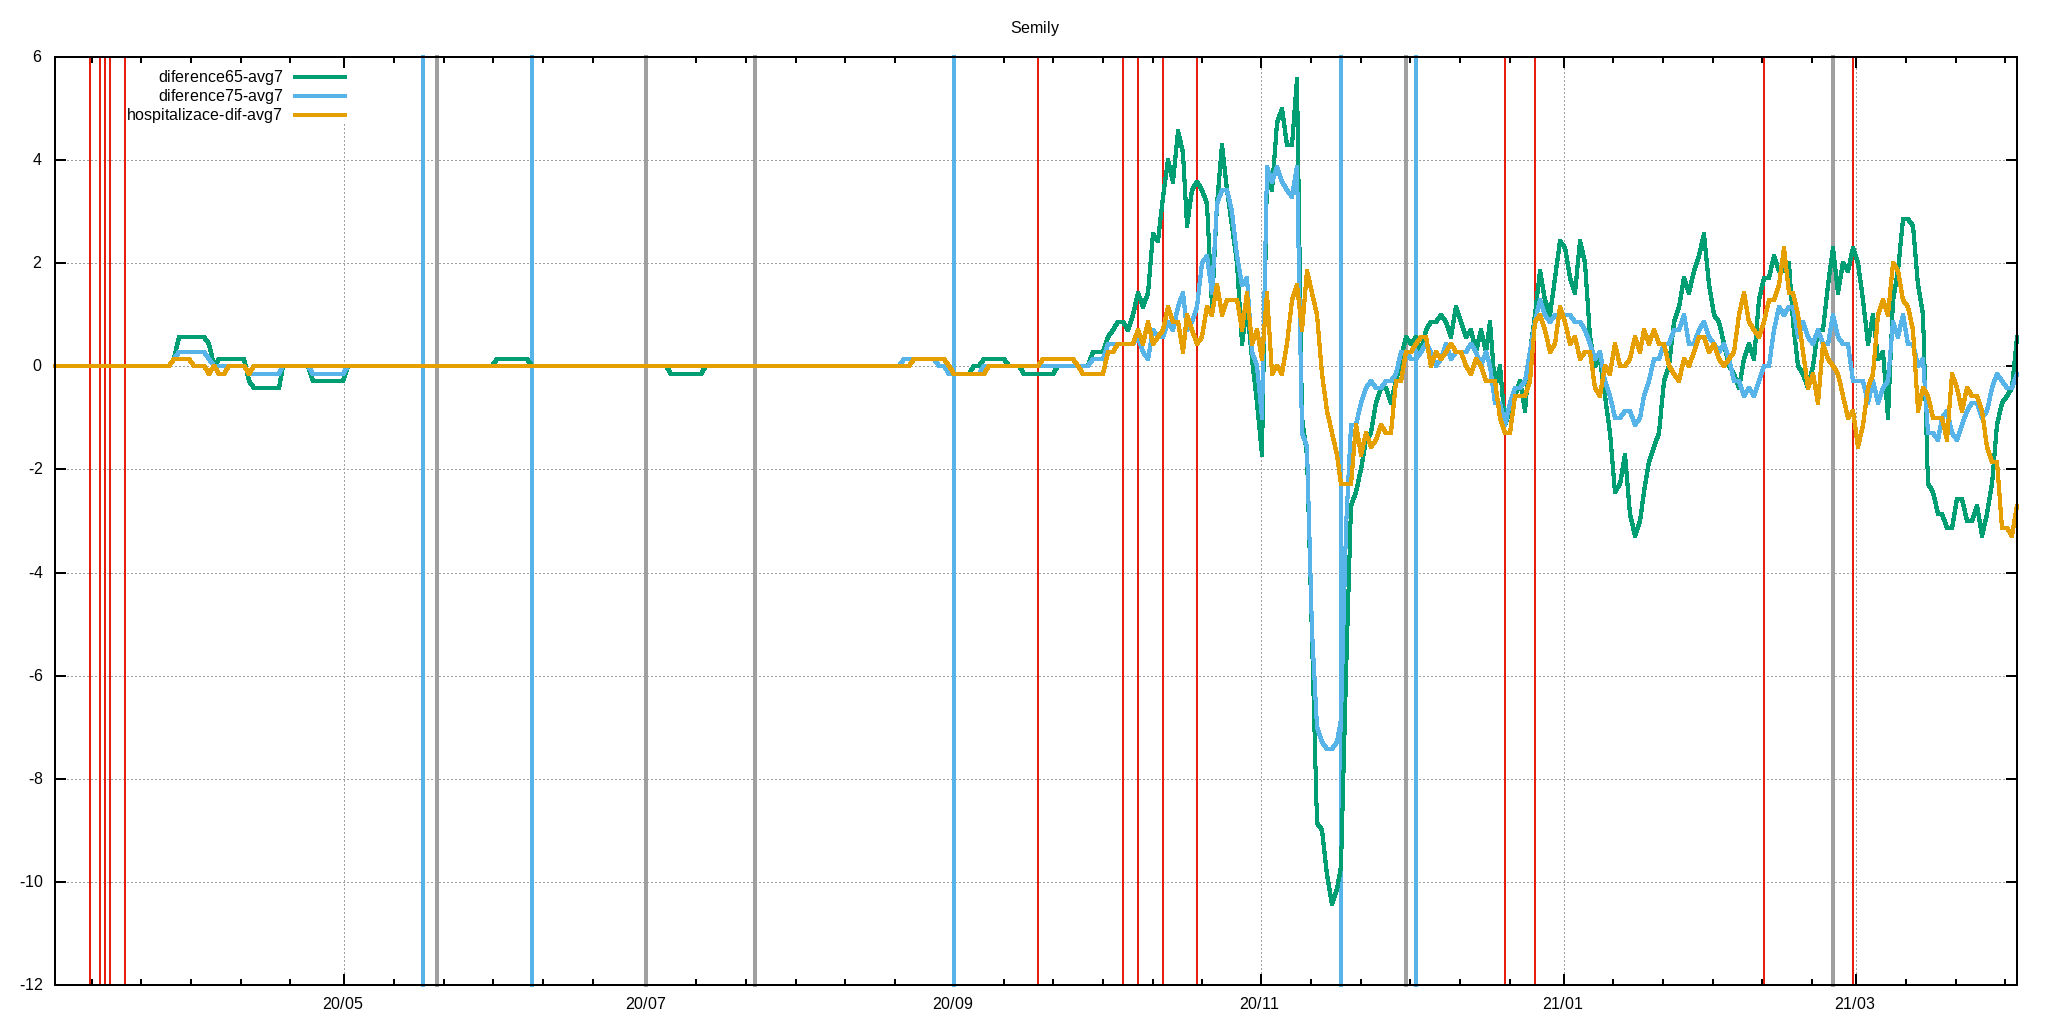 Semily
6
diference65-avg7
diference75-avg7
hospitalizace-dif-avg7
4
2
0
-2
-4
-6
-8
-10
-12
20/05 20/07 20/09 20/11 21/01 21/03